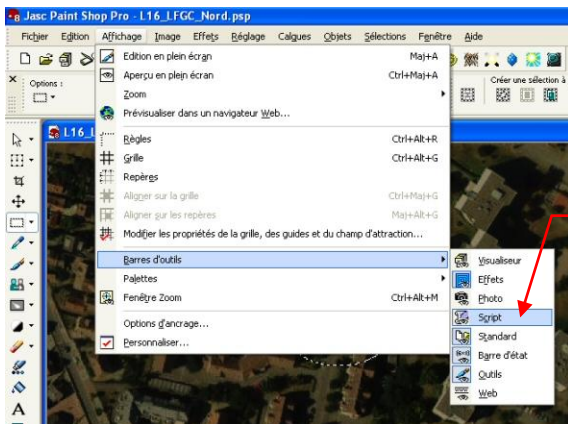 Jasc Paint Shop Pro - L16_LFGC_Nord.psp
Fichier Edition Affichage Image Effets Réglage Calques Objets Sélections Fenêtre Aide
Options :
Créer une sélection à
L16_L
Edition en plein écran Maj+A
Aperçu en plein écran Ctrl+Maj+A
Zoom
Prévisualiser dans un navigateur Web...
Règles Ctrl+Alt+R
Grille Ctrl+Alt+G
Repères
Aligner sur la grille Ctrl+Maj+G
Aligner sur les repères Maj+Alt+G
Modifier les propriétés de la grille, des guides et du champ d'attraction...
Barres d'outils
Palettes
Fenêtre Zoom Ctrl+Alt+M
Options d'ancrage...
Personnaliser...
Visualiseur
Effets
Photo
Script
Standard
Barre d'état
Outils
Web